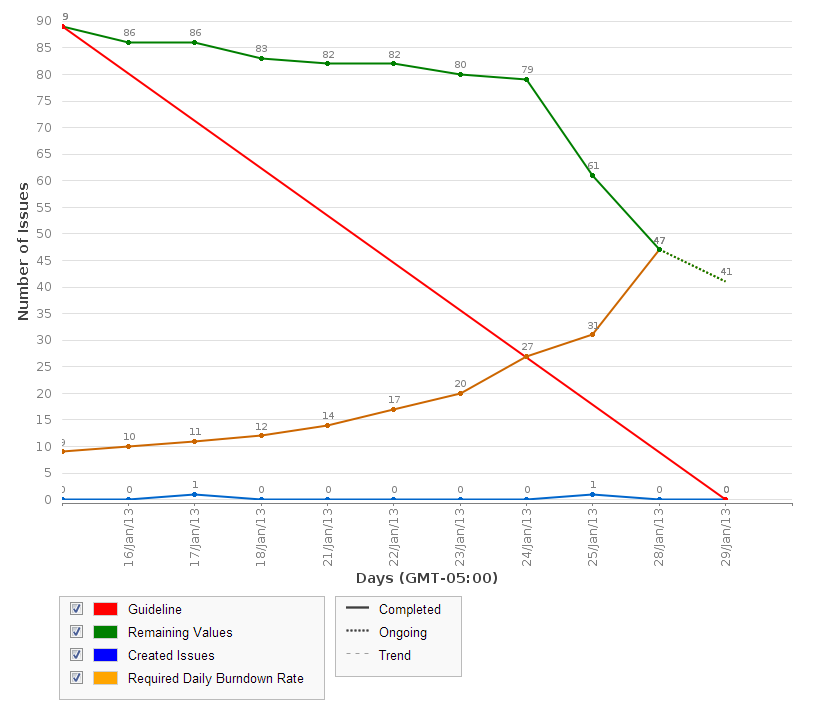 90
85
80
75
70
65
60
55
50
45
40
35
30
25
20
15
10
5
0
Number of Issues
9
86
86
83
82
82
80
79
61
47
41
9
10
11
12
14
17
20
27
31
0
0
1
0
0
0
0
0
1
0
0
16/Jan/13
17/Jan/13
18/Jan/13
21/Jan/13
22/Jan/13
23/Jan/13
24/Jan/13
25/Jan/13
28/Jan/13
29/Jan/13
Days (GMT-05:00)
Guideline
Remaining Values
Created Issues
Required Daily Burndown Rate
Completed
Ongoing
Trend